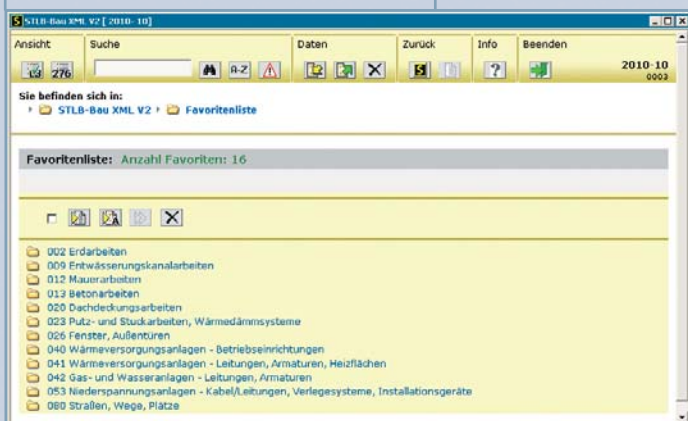 STLB-Bau XML V2 [ 2010-10]
Ansicht Suche Daten Zurück Info Beenden
276 A-Z S ? 2010-10
0003
Sie befinden sich in:
STLB-Bau XML V2 Favoritenliste
Favoritenliste: Anzahl Favoriten: 16
002 Erdarbeiten
009 Entwässerungskanalarbeiten
012 Mauerarbeiten
013 Betonarbeiten
020 Dachdeckungsarbeiten
023 Putz- und Stuckarbeiten, Wärmedämmsysteme
026 Fenster, Außentüren
040 Wärmeversorgungsanlagen - Betriebseinrichtungen
041 Wärmeversorgungsanlagen - Leitungen, Armaturen, Heizflächen
042 Gas- und Wasseranlagen - Leitungen, Armaturen
053 Niederspannungsanlagen - Kabel/Leitungen, Verlegesysteme, Installationsgeräte
080 Straßen, Wege, Plätze